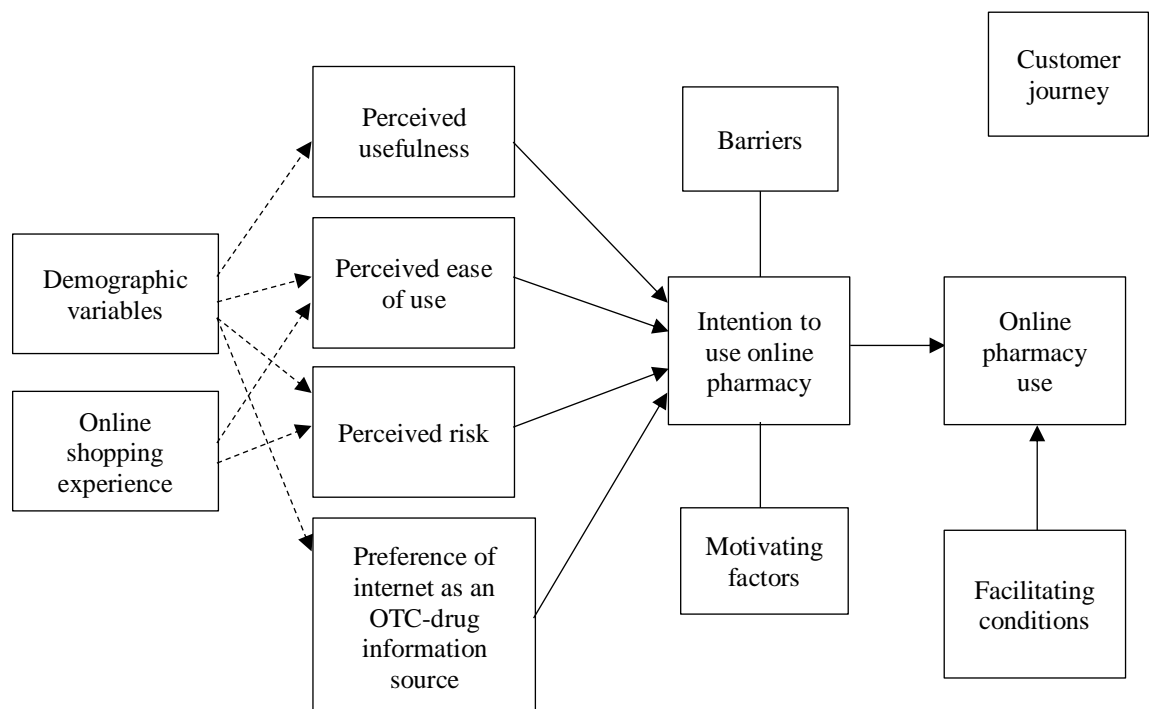 Customer
journey
Perceived
usefulness
Barriers
Demographic
variables
Perceived ease
of use
Intention to
use online
pharmacy
Online
pharmacy
use
Online
shopping
experience
Perceived risk
Preference of
internet as an
OTC-drug
information
source
Motivating
factors
Facilitating
conditions